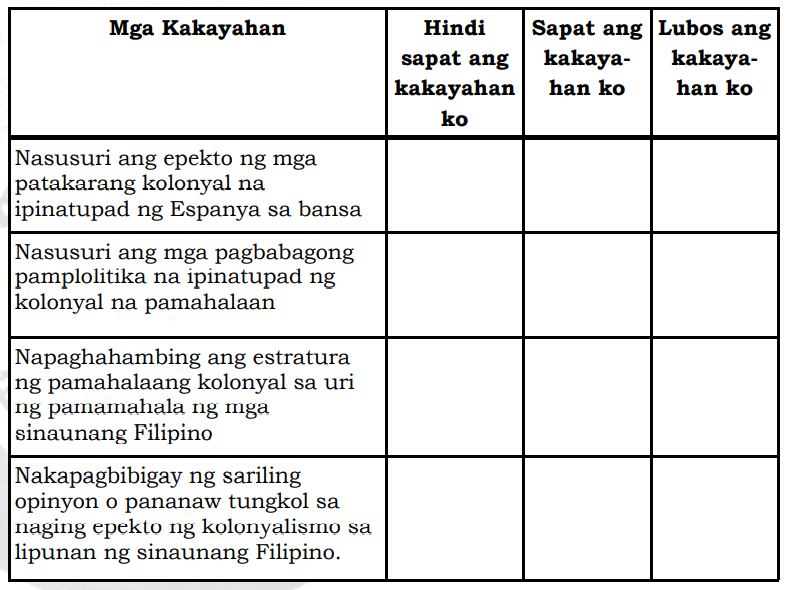 Mga Kakayahan
Hindi
sapat ang
kakayahan
ko
Sapat ang
kakaya-
han ko
Lubos ang
kakaya-
han ko
Nasusuri ang epekto ng mga
patakarang kolonyal na
ipinatupad ng Espanya sa bansa
Nasusuri ang mga pagbabagong
pamplolitika na ipinatupad ng
kolonyal na pamahalaan
Napaghahambing ang estratura
ng pamahalaang kolonyal sa uri
ng pamamahala ng mga
sinaunang Filipino
Nakapagbibigay ng sariling
opinyon o pananaw tungkol sa
naging epekto ng kolonyalismo sa
lipunan ng sinaunang Filipino.